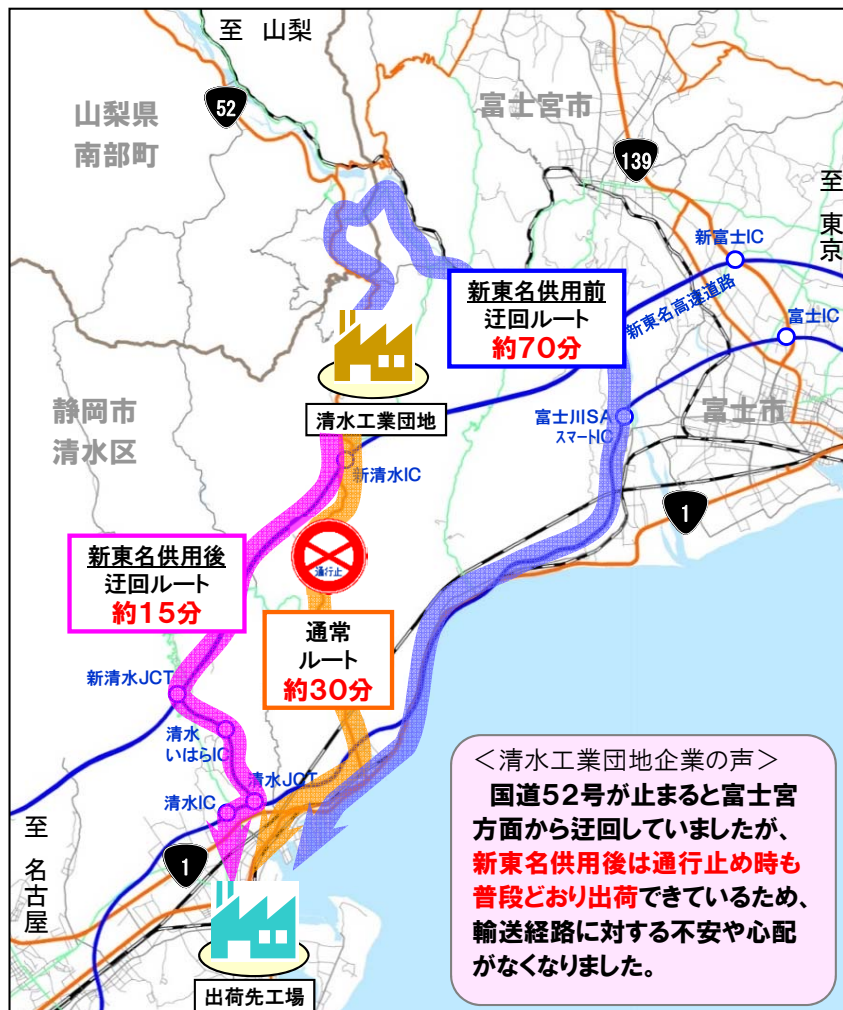 至 山梨
52
山梨県
南部町
富士宮市
139
至
東
京
新富士IC
新東名高速道路
富士IC
新東名供用前
迂回ルート
約70分
静岡市
清水区
清水工業団地
富士川SA
スマートIC
富士市
新清水IC
1
通行止
新東名供用後
迂回ルート
約15分
通常
ルート
約30分
新清水JCT
清水
いはらIC
清水JCT
清水IC
至
名
古
屋
1
出荷先工場
＜清水工業団地企業の声＞
国道52号が止まると富士宮
方面から迂回していましたが、
新東名供用後は通行止め時も
普段どおり出荷できているため、
輸送経路に対する不安や心配
がなくなりました。